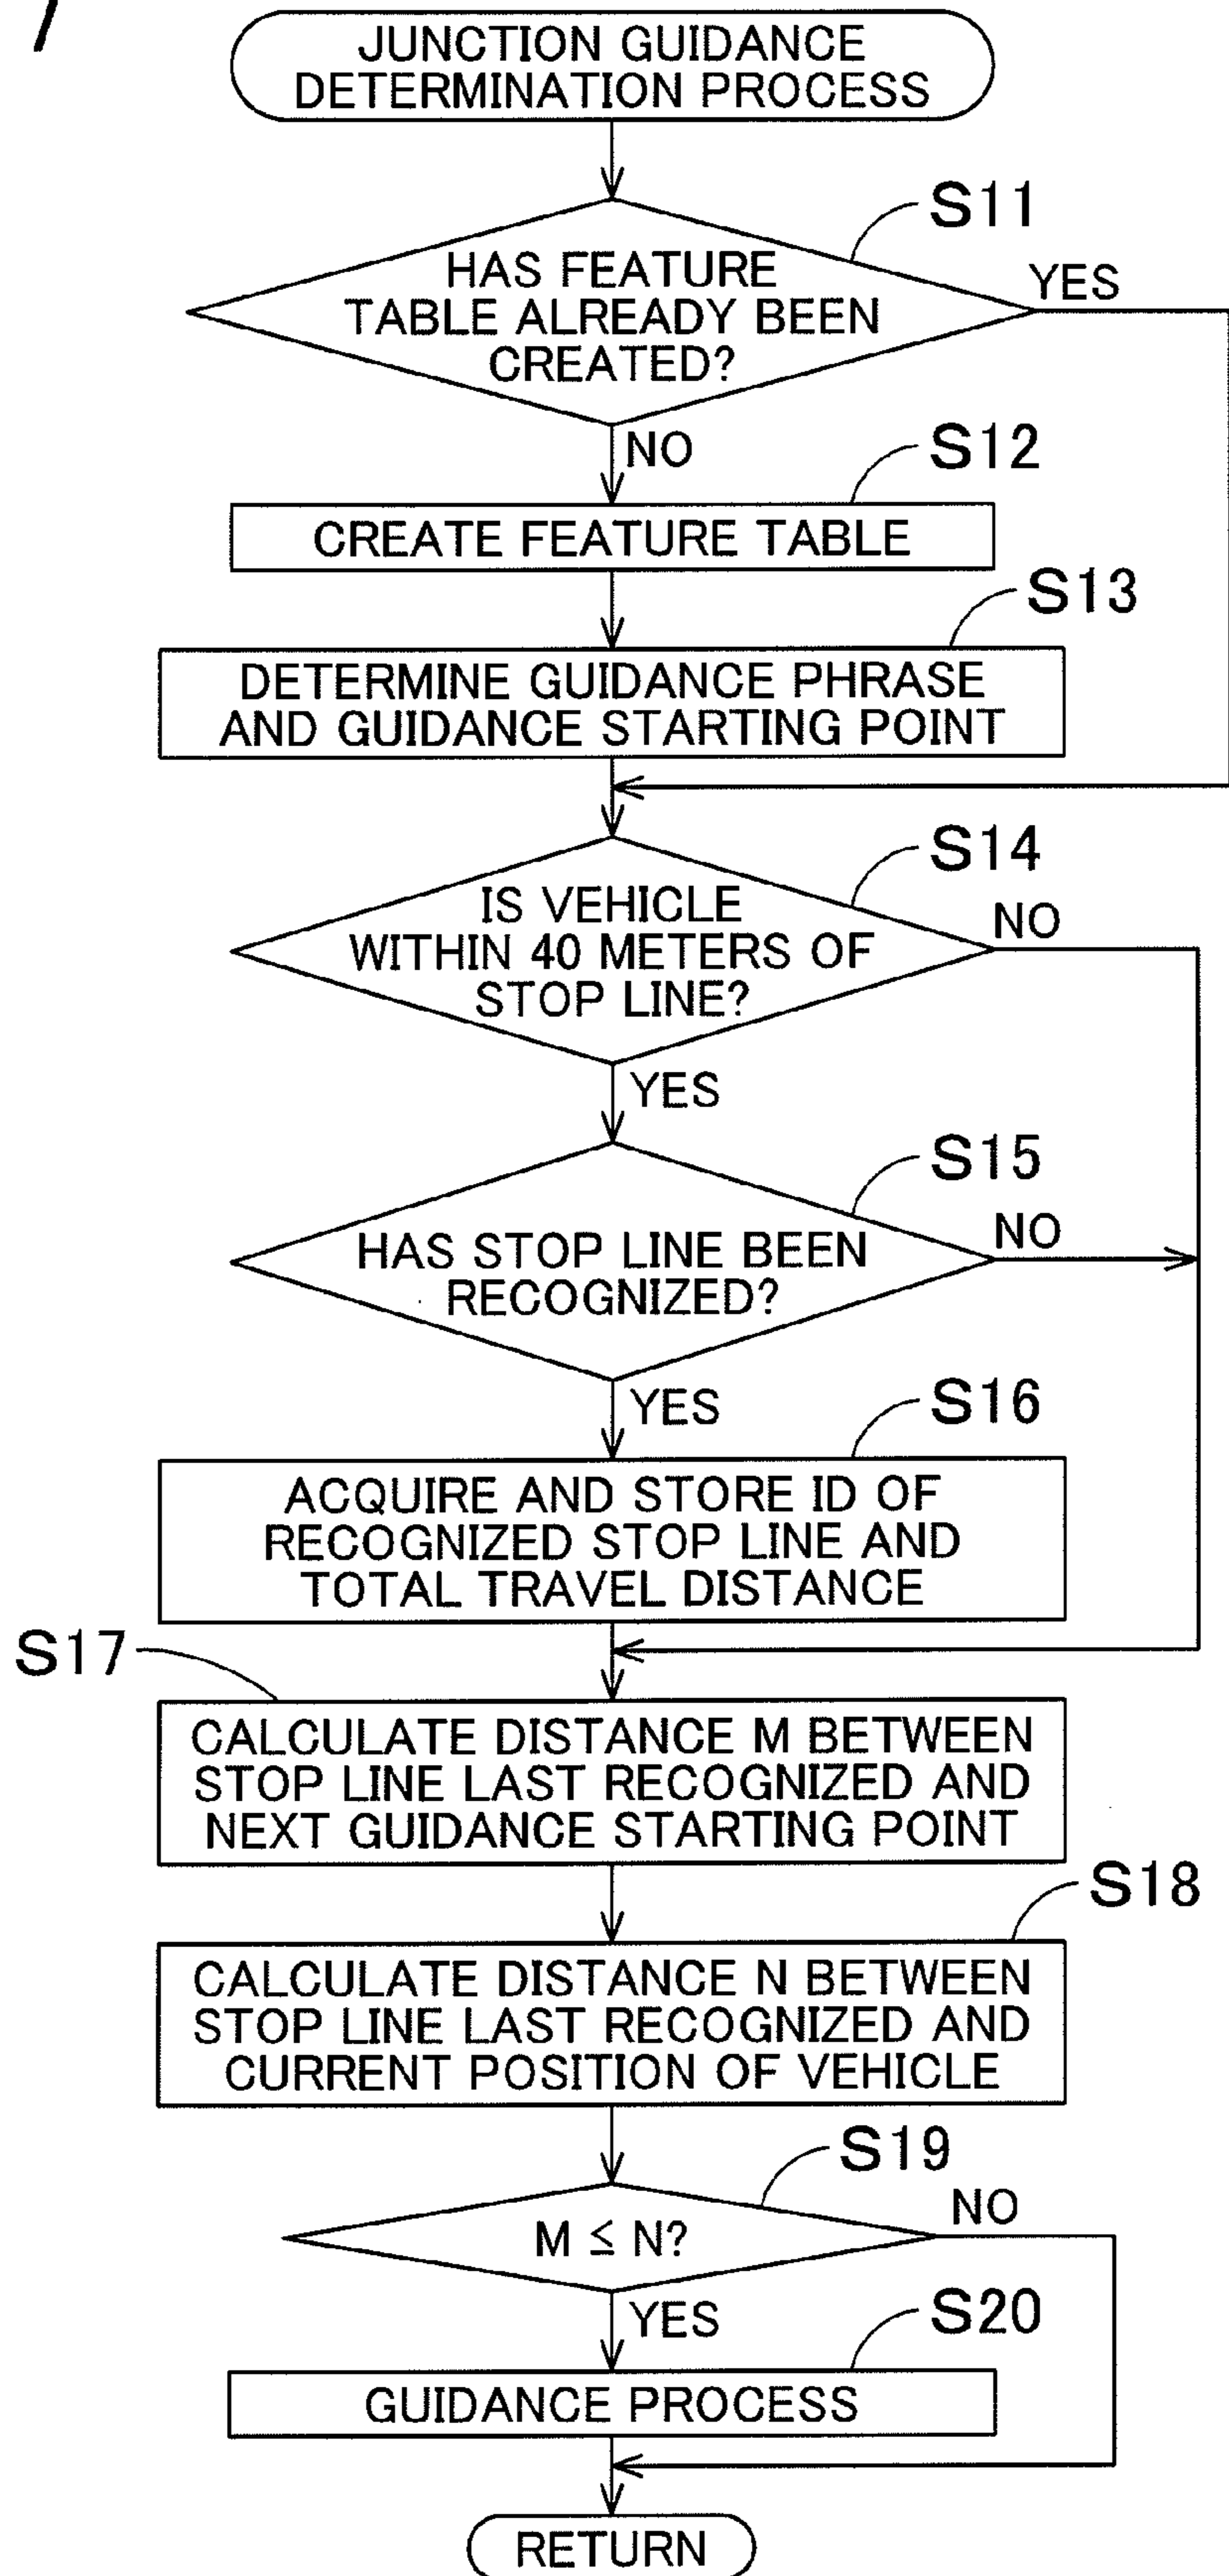 7
JUNCTION GUIDANCE
DETERMINATION PROCESS
S11
HAS FEATURE
TABLE ALREADY BEEN
CREATED?
YES
NO
S12
CREATE FEATURE TABLE
S13
DETERMINE GUIDANCE PHRASE
AND GUIDANCE STARTING POINT
S14
IS VEHICLE
WITHIN 40 METERS OF
STOP LINE?
NO
YES
S15
HAS STOP LINE BEEN
RECOGNIZED?
NO
YES
S16
ACQUIRE AND STORE ID OF
RECOGNIZED STOP LINE AND
TOTAL TRAVEL DISTANCE
S17
CALCULATE DISTANCE M BETWEEN
STOP LINE LAST RECOGNIZED AND
NEXT GUIDANCE STARTING POINT
S18
CALCULATE DISTANCE N BETWEEN
STOP LINE LAST RECOGNIZED AND
CURRENT POSITION OF VEHICLE
S19
M ≤ N?
NO
YES
S20
GUIDANCE PROCESS
RETURN